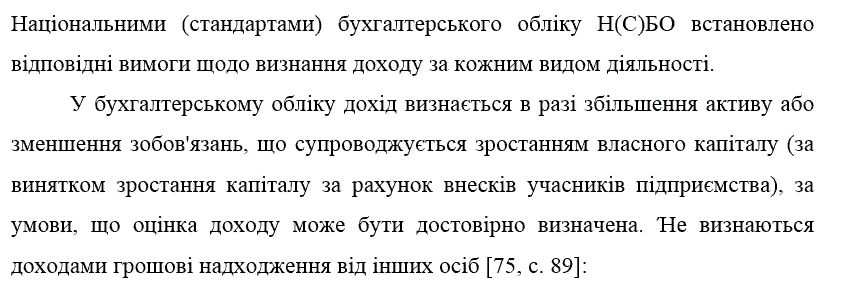 Національними (стандартами) бухгалтерського обліку Н(С)БО встановлено
відповідні вимоги щодо визнання доходу за кожним видом діяльності.
У бухгалтерському обліку дохід визнається в разі збільшення активу або
зменшення зобов'язань, що супроводжується зростанням власного капіталу (за
винятком зростання капіталу за рахунок внесків учасників підприємства), за
умови, що оцінка доходу може бути достовірно визначена. Ќе визнаються
доходами грошові надходження від інших осіб [75, с. 89]: